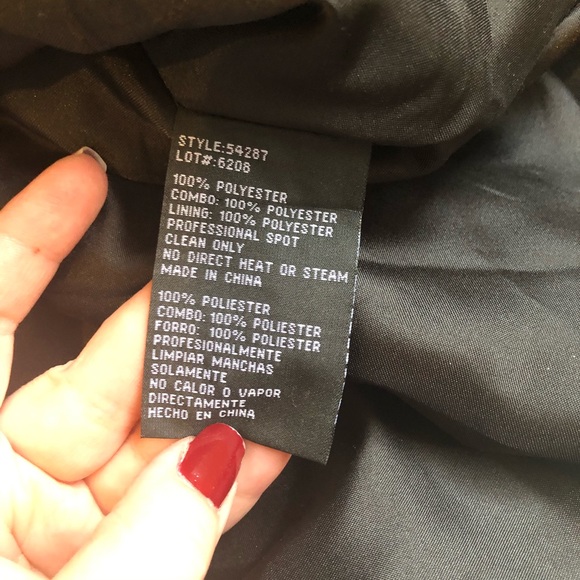 STYLE:54287
LOT#:6208
100% POLYESTER
COMBO: 100% POLYESTER
LINING: 100% POLYESTER
PROFESSIONAL SPOT
CLEAN ONLY
NO DIRECT HEAT OR STEAM
MADE IN CHINA
100% POLIESTER
COMBO: 100% POLIESTER
FORRO: 100% POLIESTER
PROFESIONALMENTE
LIMPIAR MANCHAS
SOLAMENTE
NO CALOR O VAPOR
DIRECTAMENTE
HECHO EN CHINA